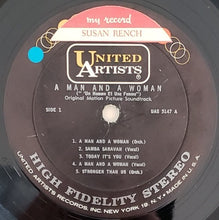 my record
SUSAN RENCH
UNITED
ARTISTS
A MAN AND A WOMAN
("Un Homme Et Une Femme")
Original Motion Picture Soundtrack
SIDE 1
UAS 5147 A
1. A MAN AND A WOMAN (Orch.)
2. SAMBA SARAVAH (Vocal)
3. TODAY IT'S YOU (Vocal)
4. A MAN AND A WOMAN (Vocal)
5. STRONGER THAN US (Orch.)
HIGH FIDELITY STEREO
UNITED ARTISTS RECORDS INC. NEW YORK 19, N.Y. • MADE IN U.S.A.